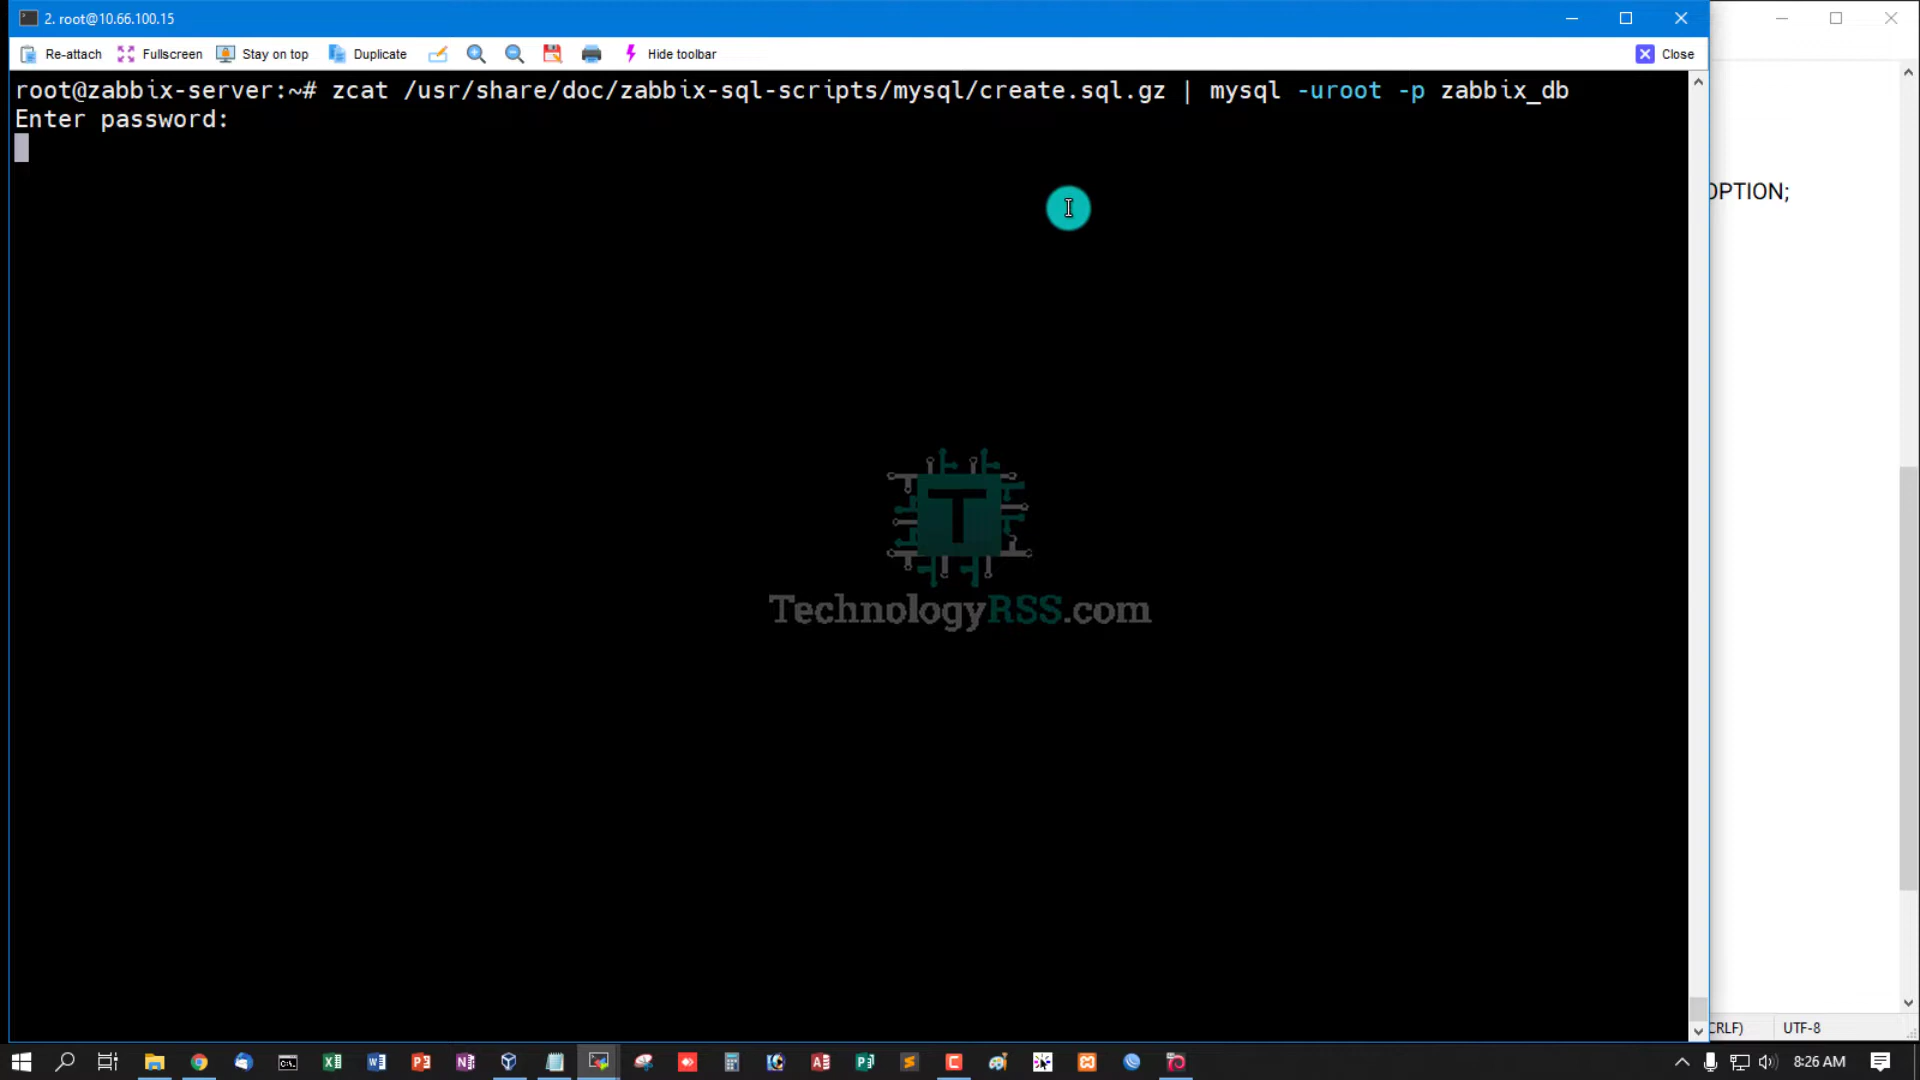 2. root@10.66.100.15
Re-attach Fullscreen Stay on top Duplicate Hide toolbar Close
root@zabbix-server:~# zcat /usr/share/doc/zabbix-sql-scripts/mysql/create.sql.gz | mysql -uroot -p zabbix_db
Enter password:
OPTION;
T
TechnologyRSS.com
CRLF) UTF-8
8:26 AM